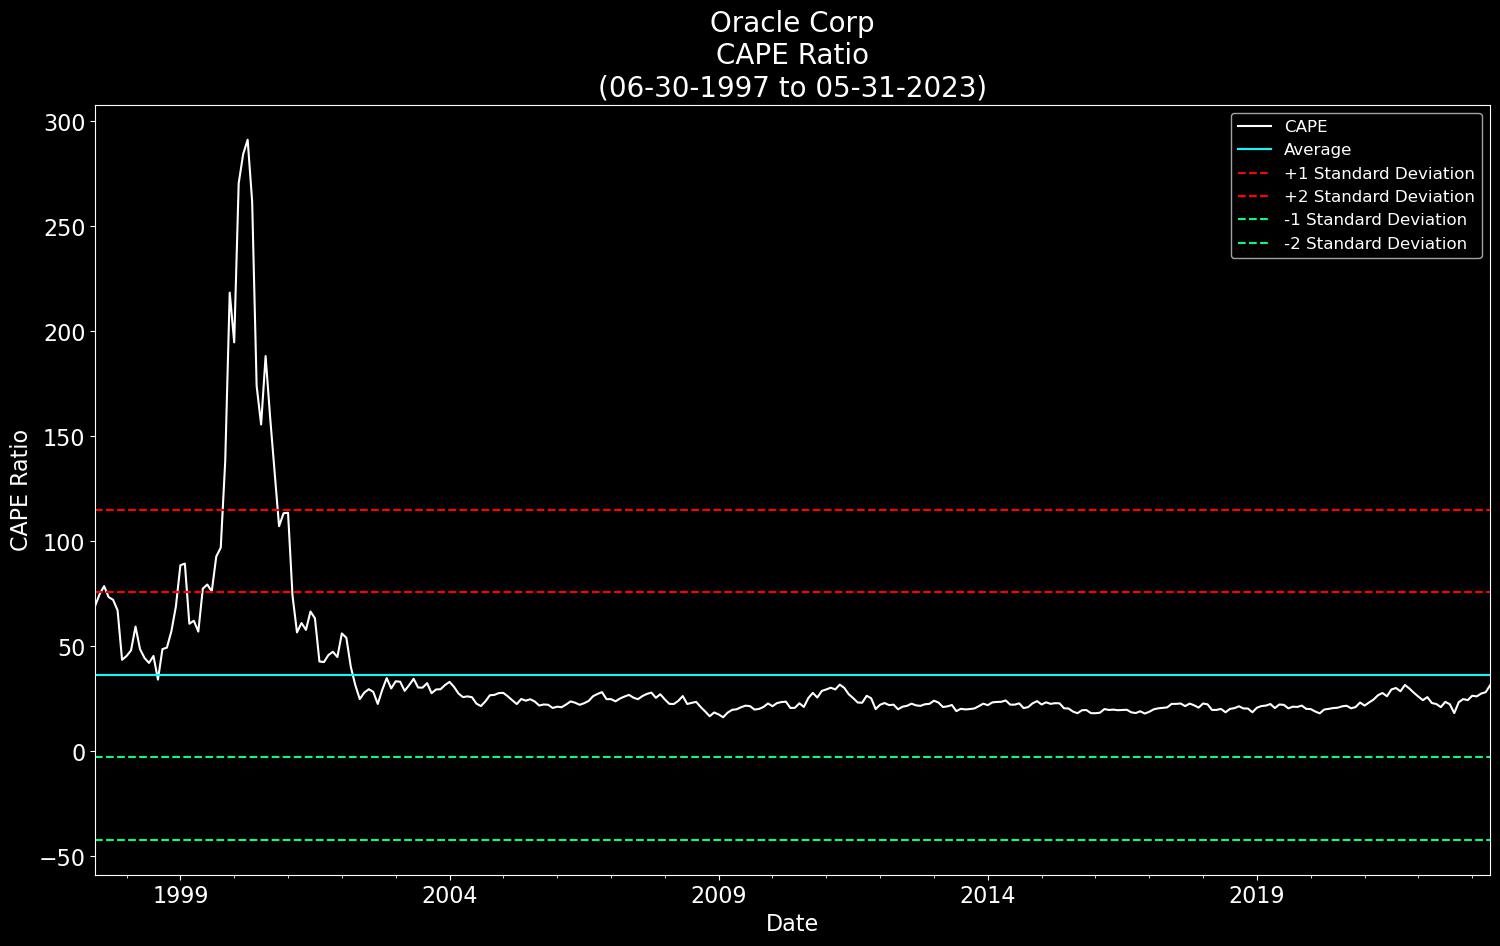 Oracle Corp
CAPE Ratio
(06-30-1997 to 05-31-2023)
300
250
200
150
100
50
0
−50
CAPE Ratio
CAPE
Average
+1 Standard Deviation
+2 Standard Deviation
-1 Standard Deviation
-2 Standard Deviation
1999
2004
2009
2014
2019
Date